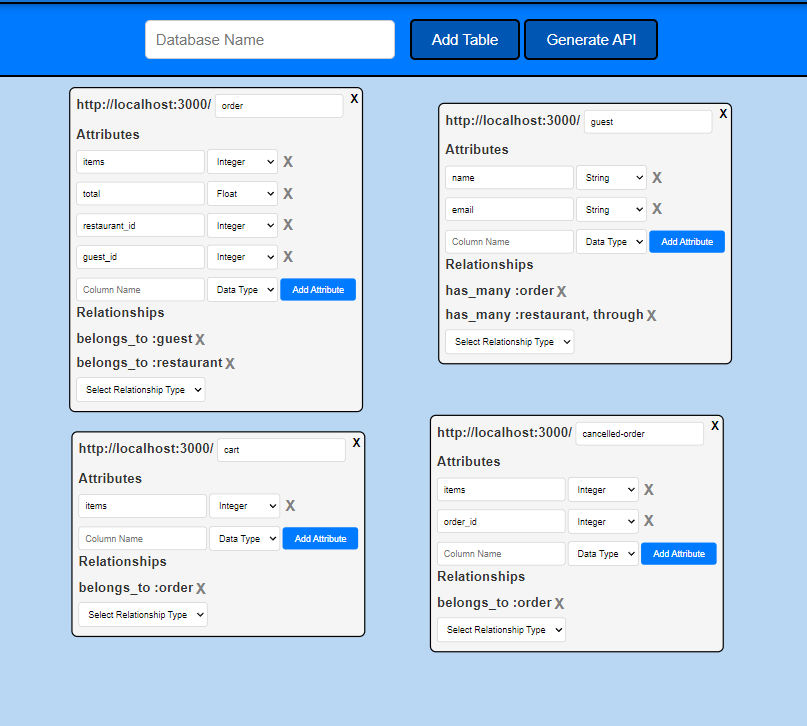 Database Name Add Table Generate API
http://localhost:3000/ order X
Attributes
items Integer X
total Float X
restaurant_id Integer X
guest_id Integer X
Column Name Data Type Add Attribute
Relationships
belongs_to :guest X
belongs_to :restaurant X
Select Relationship Type
http://localhost:3000/ guest X
Attributes
name String X
email String X
Column Name Data Type Add Attribute
Relationships
has_many :order X
has_many :restaurant, through X
Select Relationship Type
http://localhost:3000/ cart X
Attributes
items Integer X
Column Name Data Type Add Attribute
Relationships
belongs_to :order X
Select Relationship Type
http://localhost:3000/ cancelled-order X
Attributes
items Integer X
order_id Integer X
Column Name Data Type Add Attribute
Relationships
belongs_to :order X
Select Relationship Type